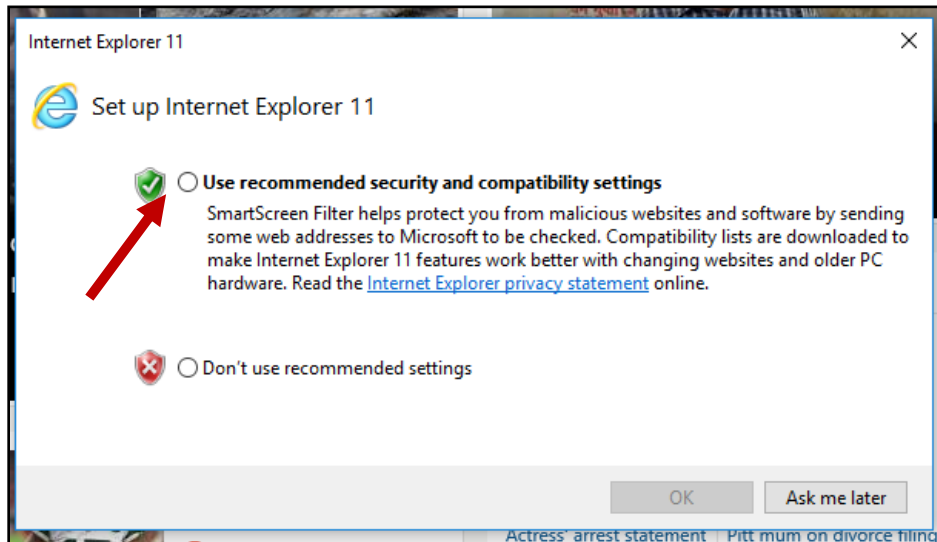 Internet Explorer 11
Set up Internet Explorer 11
Use recommended security and compatibility settings
SmartScreen Filter helps protect you from malicious websites and software by sending
some web addresses to Microsoft to be checked. Compatibility lists are downloaded to
make Internet Explorer 11 features work better with changing websites and older PC
hardware. Read the Internet Explorer privacy statement online.
Don't use recommended settings
OK
Ask me later
Actress' arrest statement
Pitt mum on divorce filing